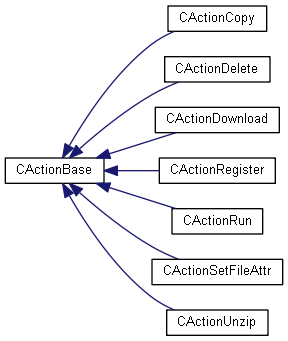 CActionCopy
CActionDelete
CActionDownload
CActionBase
CActionRegister
CActionRun
CActionSetFileAttr
CActionUnzip